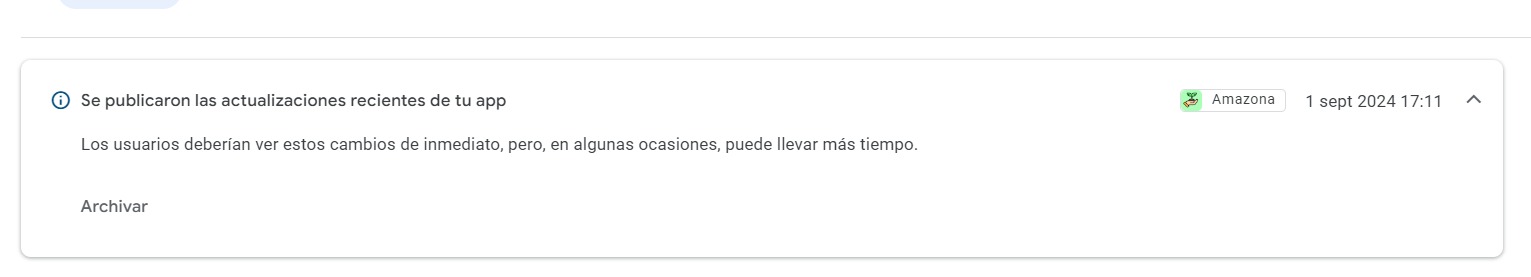 Se publicaron las actualizaciones recientes de tu app
Amazona
1 sept 2024 17:11
Los usuarios deberían ver estos cambios de inmediato, pero, en algunas ocasiones, puede llevar más tiempo.
Archivar